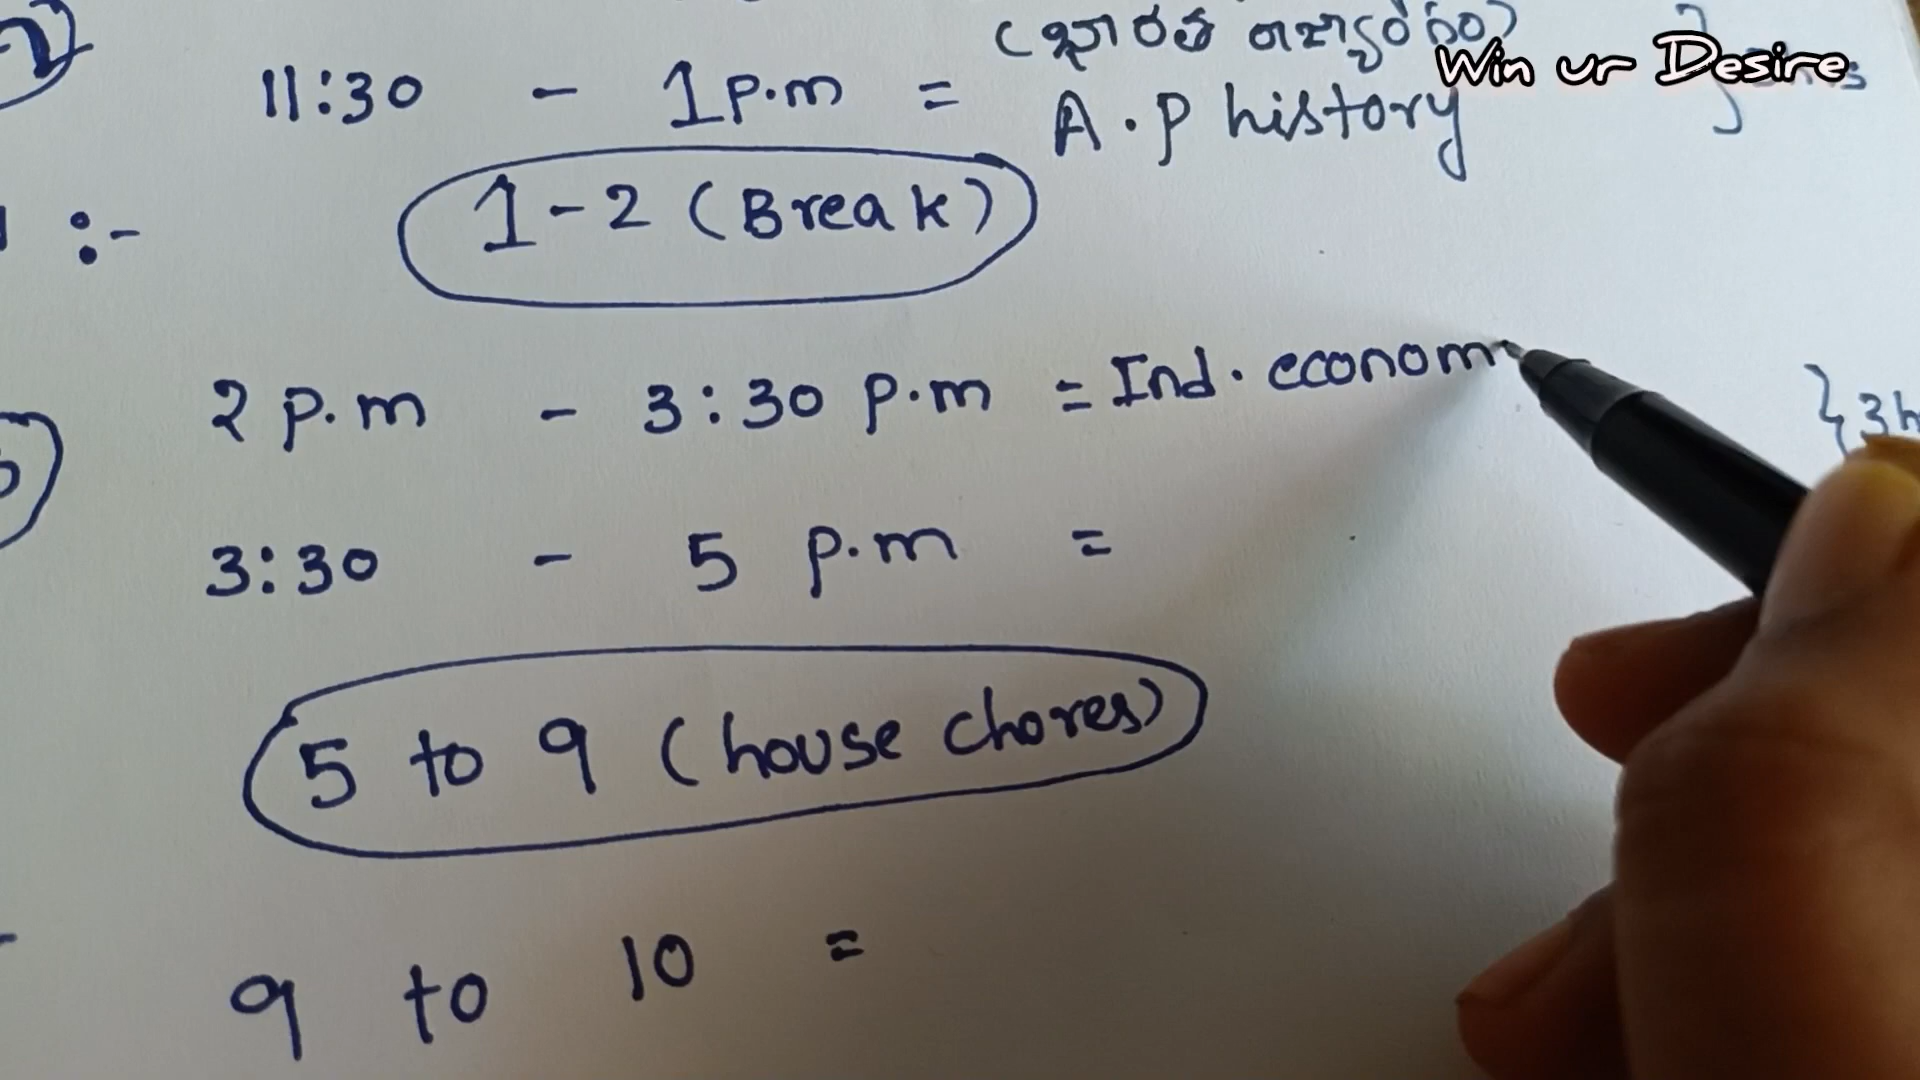 Win ur Desire
11:30 - 1 p.m = A.P history
:- 1-2 (Break)
2 p.m - 3:30 p.m = Ind. econom
3:30 - 5 p.m =
5 to 9 (house chores)
9 to 10 =